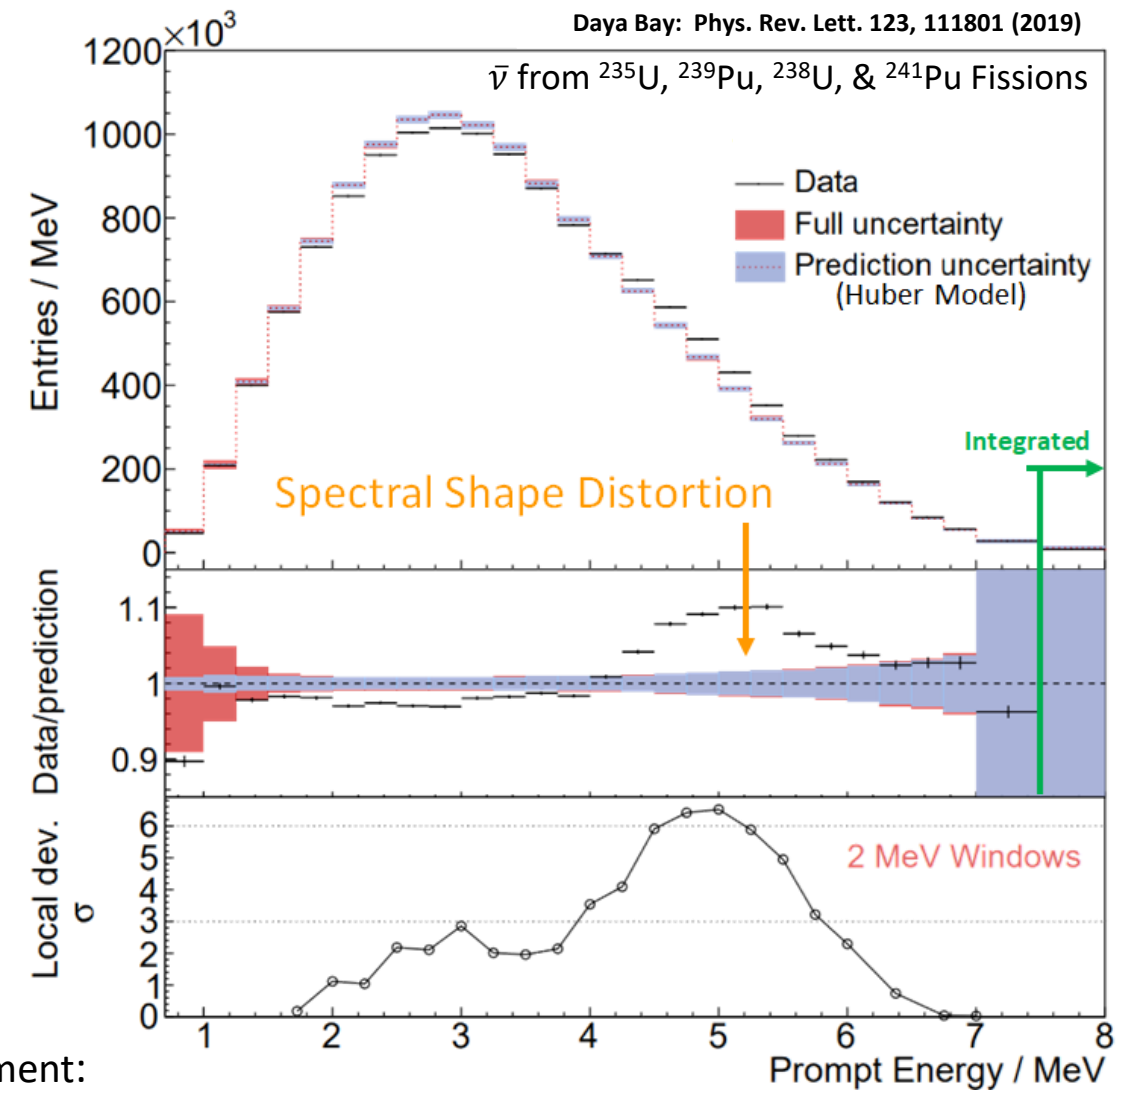 Daya Bay: Phys. Rev. Lett. 123, 111801 (2019)
1200 ×10³
ν̄ from ²³⁵U, ²³⁹Pu, ²³⁸U, & ²⁴¹Pu Fissions
1000
800
600
400
200
0
Entries / MeV
Data
Full uncertainty
Prediction uncertainty
(Huber Model)
Integrated
Spectral Shape Distortion
Data/prediction
1.1
1
0.9
Local dev.
σ
6
5
4
3
2
1
0
2 MeV Windows
1 2 3 4 5 6 7 8
Prompt Energy / MeV
ment: